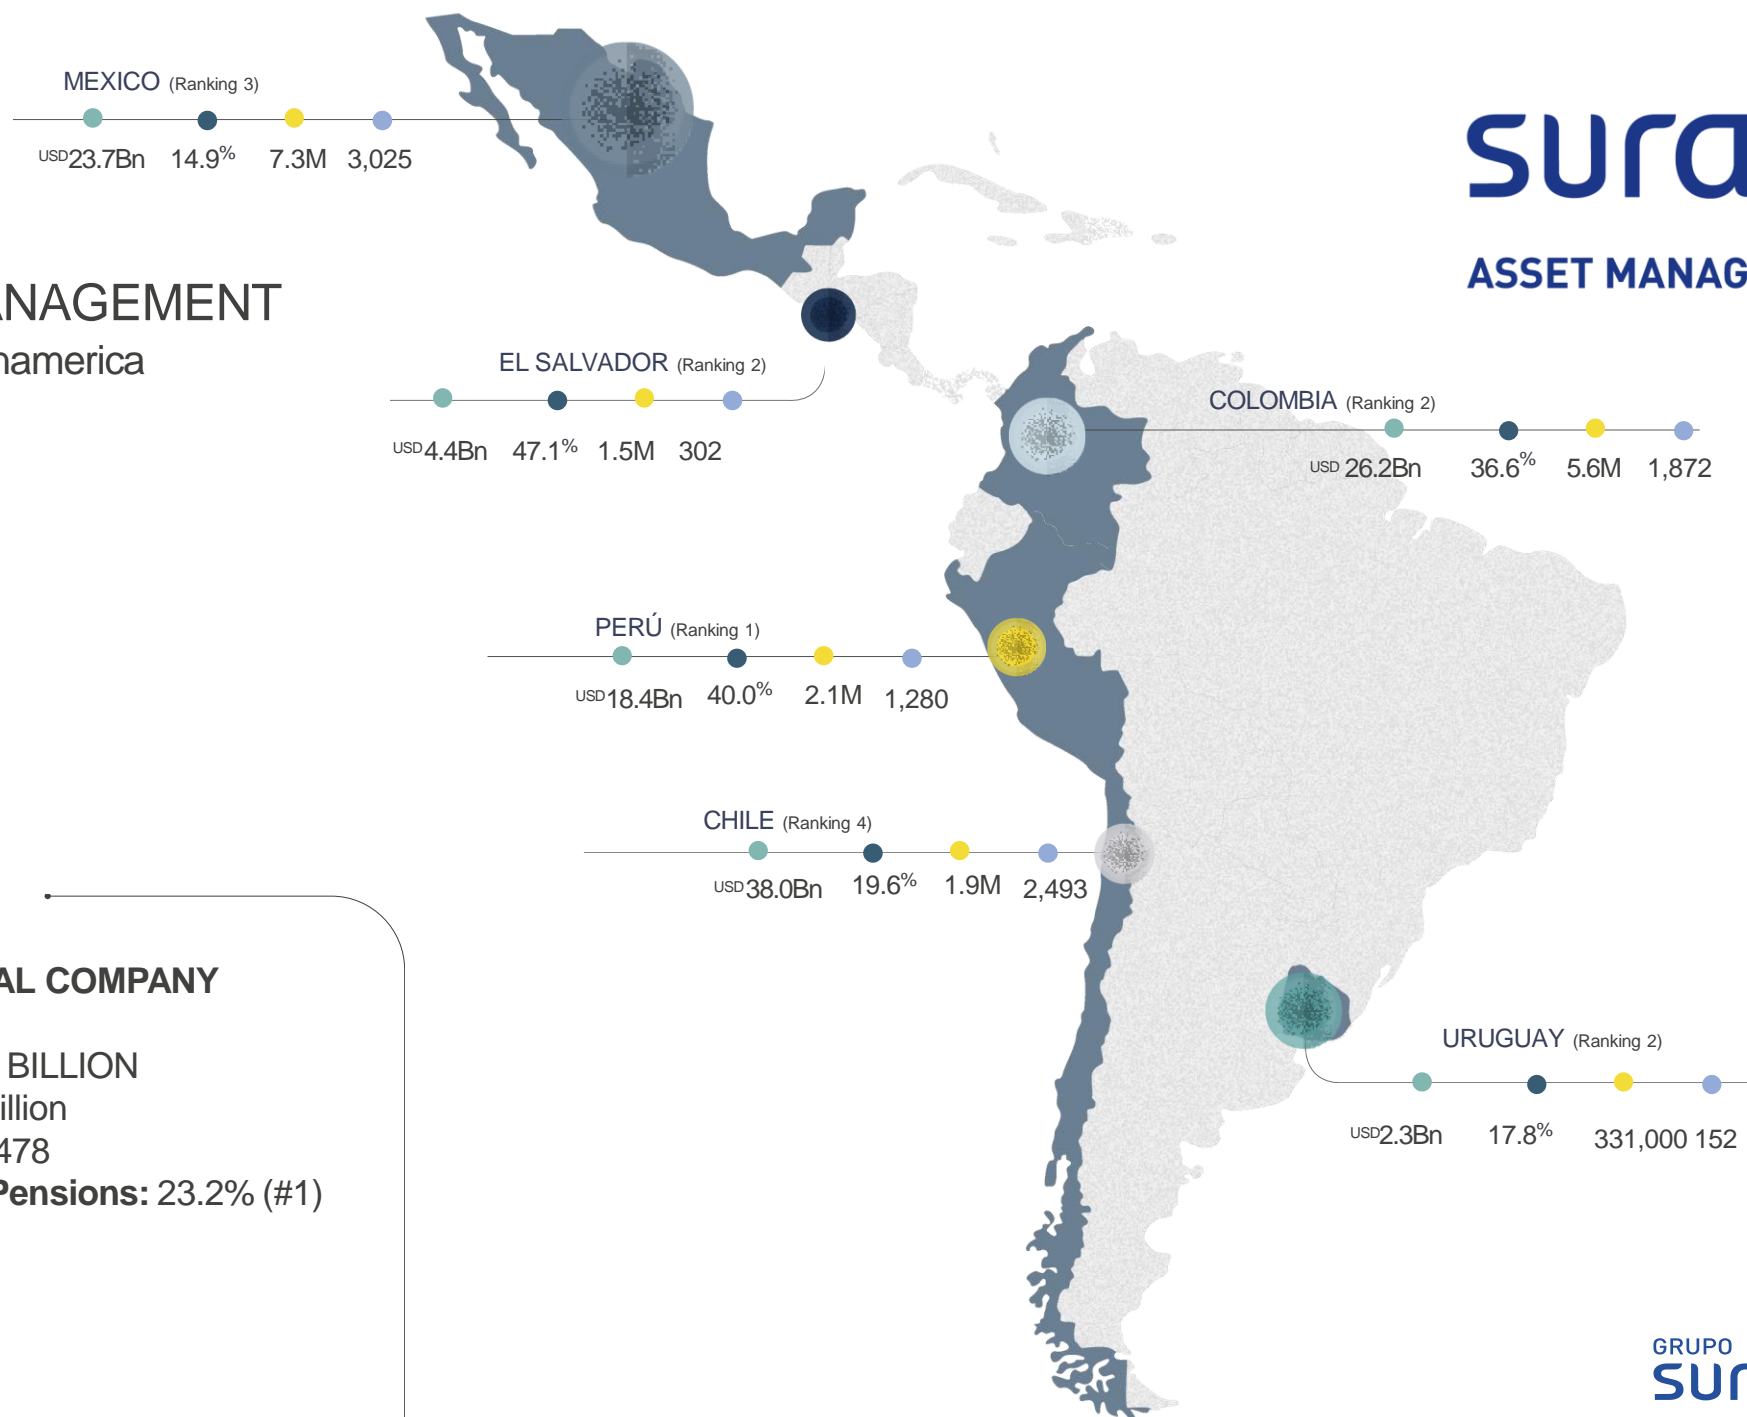 MEXICO (Ranking 3)
USD23.7Bn 14.9% 7.3M 3,025
sura
ASSET MANAG
ANAGEMENT
namerica
EL SALVADOR (Ranking 2)
USD4.4Bn 47.1% 1.5M 302
COLOMBIA (Ranking 2)
USD 26.2Bn 36.6% 5.6M 1,872
PERÚ (Ranking 1)
USD18.4Bn 40.0% 2.1M 1,280
CHILE (Ranking 4)
USD38.0Bn 19.6% 1.9M 2,493
AL COMPANY
BILLION
illion
478
Pensions: 23.2% (#1)
URUGUAY (Ranking 2)
USD2.3Bn 17.8% 331,000 152
GRUPO
sur